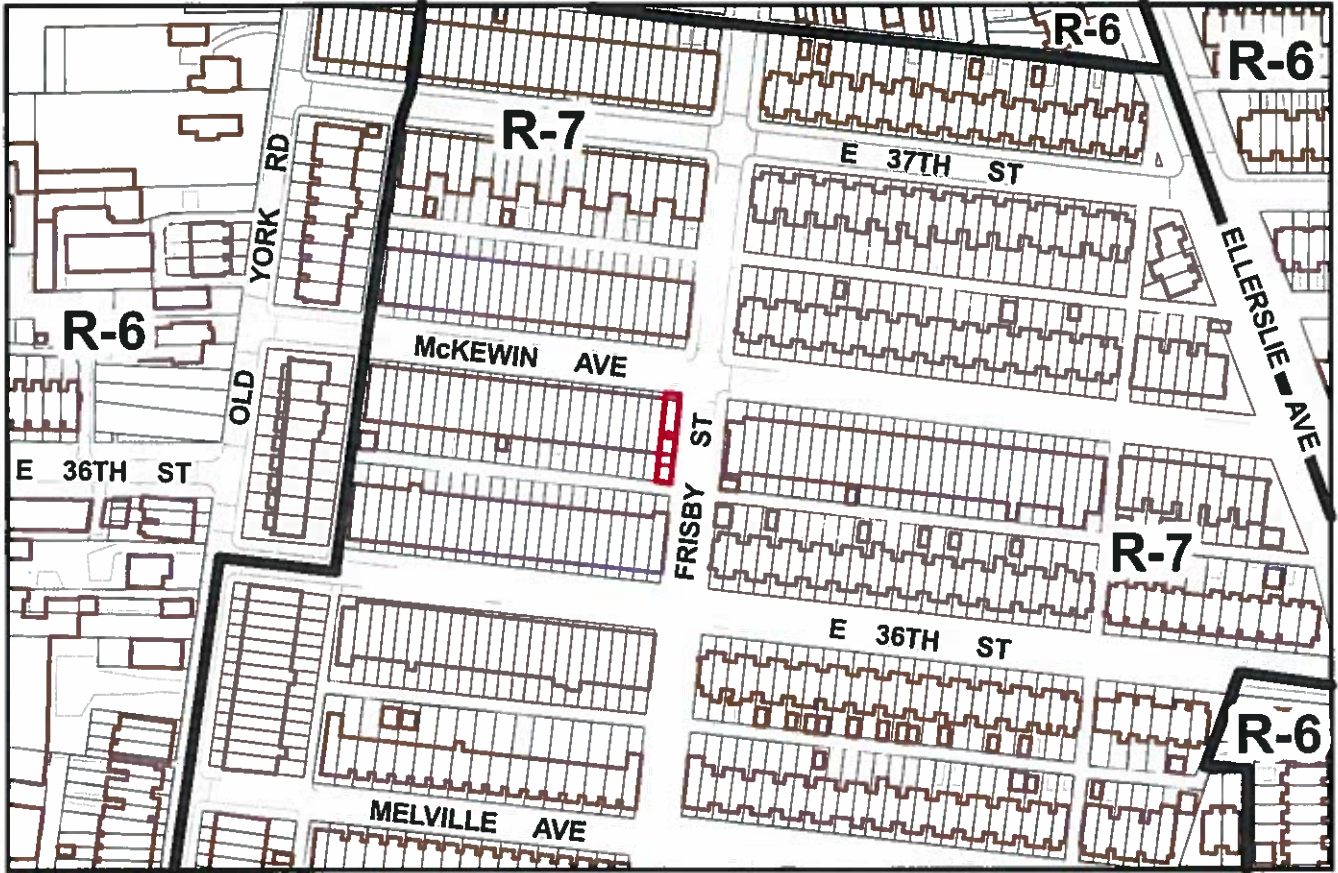 R-6
R-6
R-7
E 37TH ST
OLD YORK RD
ELLERSLIE AVE
R-6
McKEWIN AVE
FRISBY ST
E 36TH ST
R-7
E 36TH ST
R-6
MELVILLE AVE